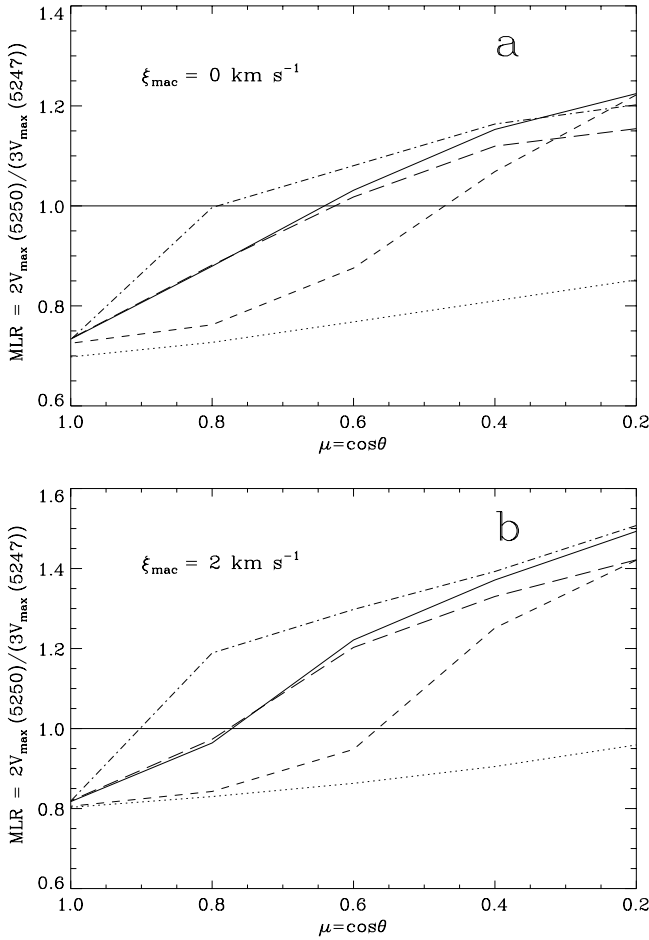 1.4
a
ξmac = 0 km s⁻¹
1.2
1.0
0.8
0.6
MLR = 2Vmax(5250)/(3Vmax(5247))
1.0 0.8 0.6 0.4 0.2
μ=cosθ
1.6
b
ξmac = 2 km s⁻¹
1.4
1.2
1.0
0.8
0.6
MLR = 2Vmax(5250)/(3Vmax(5247))
1.0 0.8 0.6 0.4 0.2
μ=cosθ